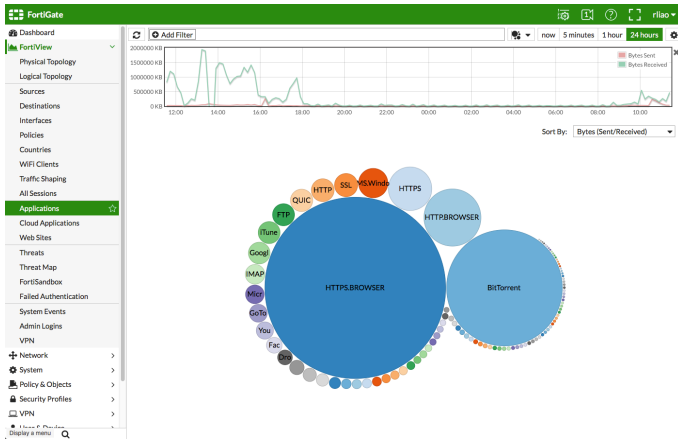 FortiGate
rliao
Dashboard
Add Filter
now 5 minutes 1 hour 24 hours
FortiView
Physical Topology
Logical Topology
Sources
Destinations
Interfaces
Policies
Countries
WiFi Clients
Traffic Shaping
All Sessions
Applications
Cloud Applications
Web Sites
Threats
Threat Map
FortiSandbox
Failed Authentication
System Events
Admin Logins
VPN
Network
System
Policy & Objects
Security Profiles
VPN
User & Device
Display a menu
2000000 KB
1500000 KB
1000000 KB
500000 KB
0 KB
Bytes Sent
Bytes Received
12:00 14:00 16:00 18:00 20:00 22:00 00:00 02:00 04:00 06:00 08:00 10:00
Sort By: Bytes (Sent/Received)
HTTPS.BROWSER
BitTorrent
HTTP.BROWSER
HTTPS
MS.Windo
SSL
HTTP
QUIC
FTP
iTune
Googl
IMAP
Micr
GoTo
You
Fac
Dro